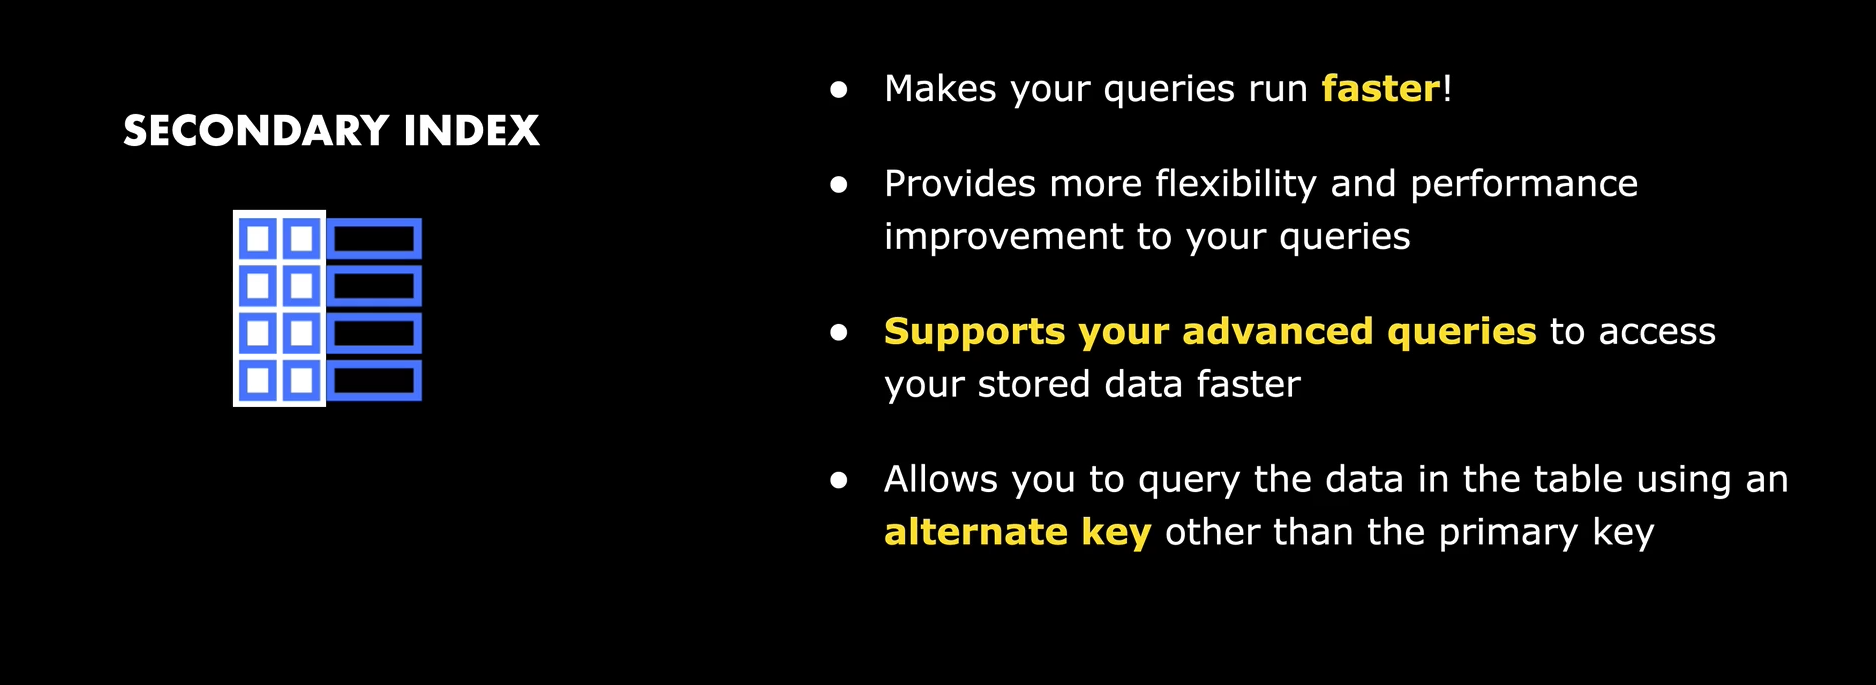 SECONDARY INDEX
● Makes your queries run faster!
● Provides more flexibility and performance
improvement to your queries
● Supports your advanced queries to access
your stored data faster
● Allows you to query the data in the table using an
alternate key other than the primary key